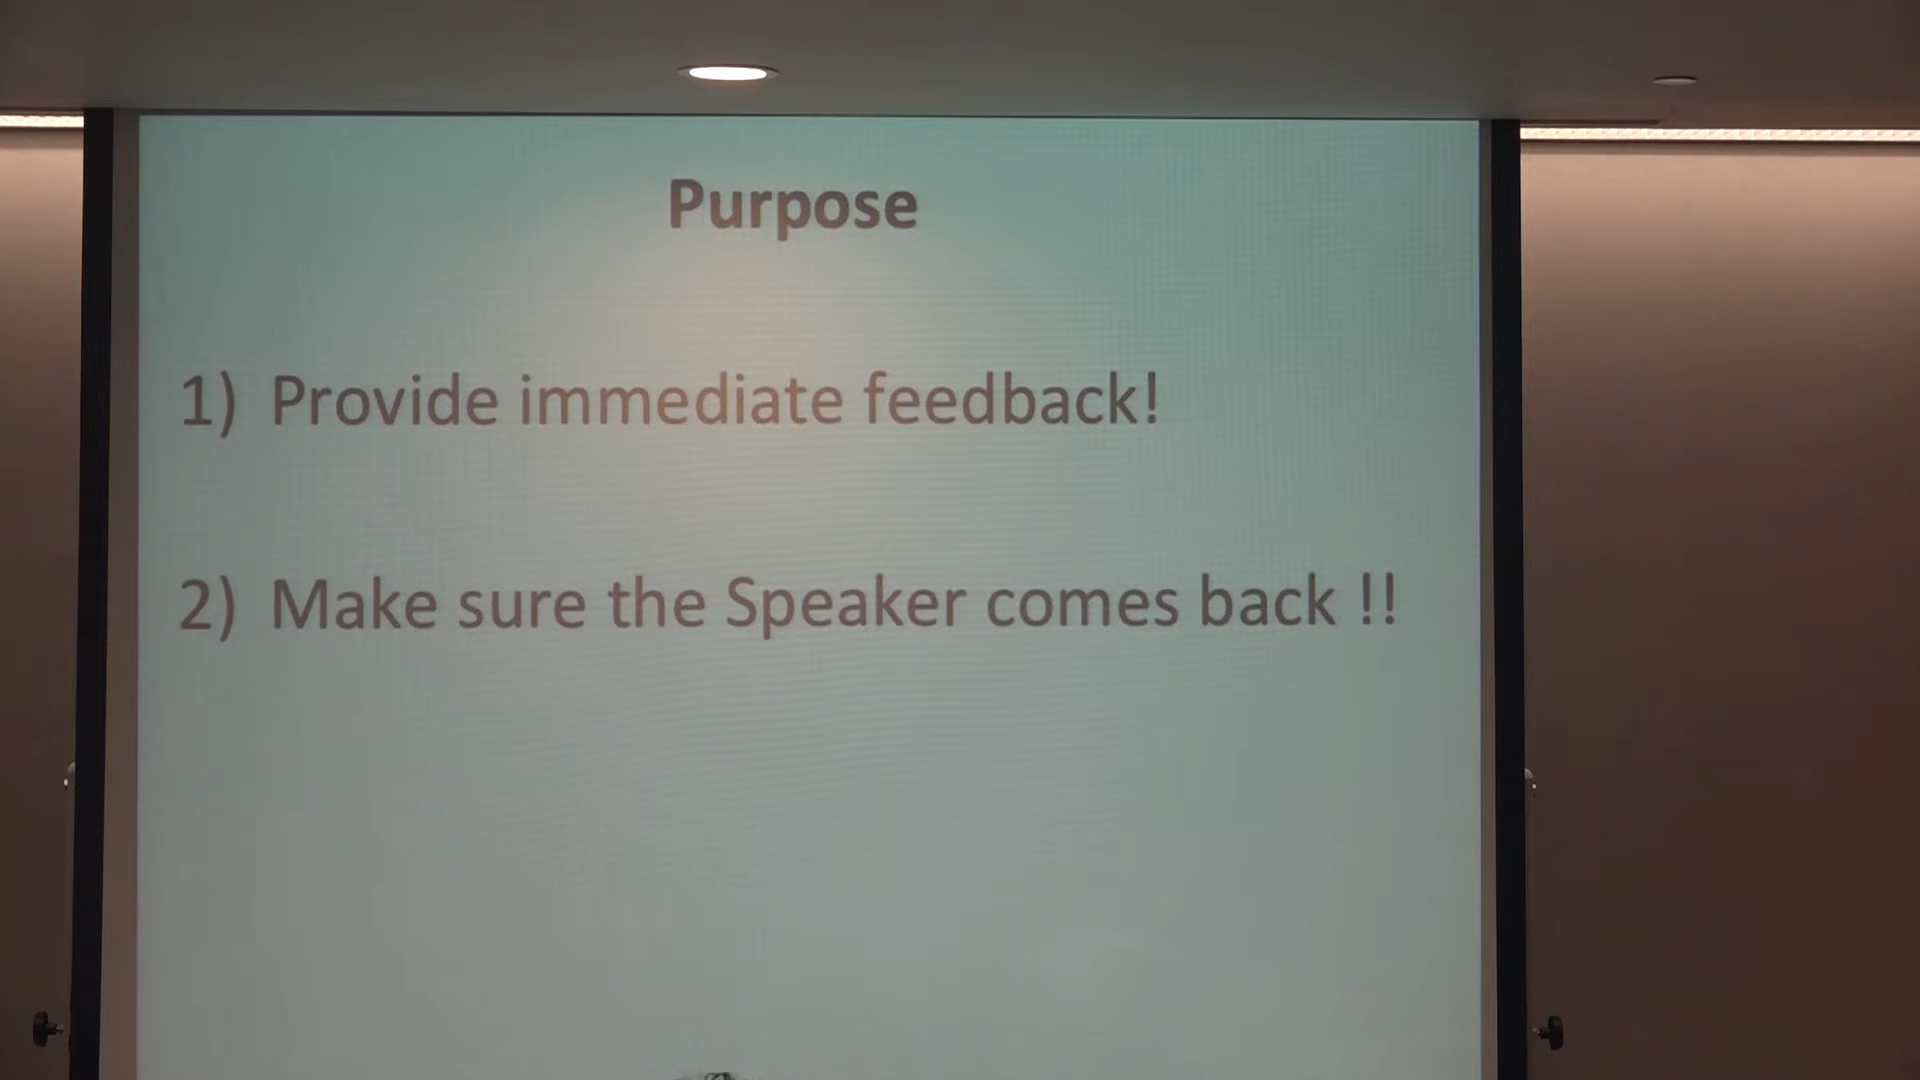 Purpose
1) Provide immediate feedback!
2) Make sure the Speaker comes back !!